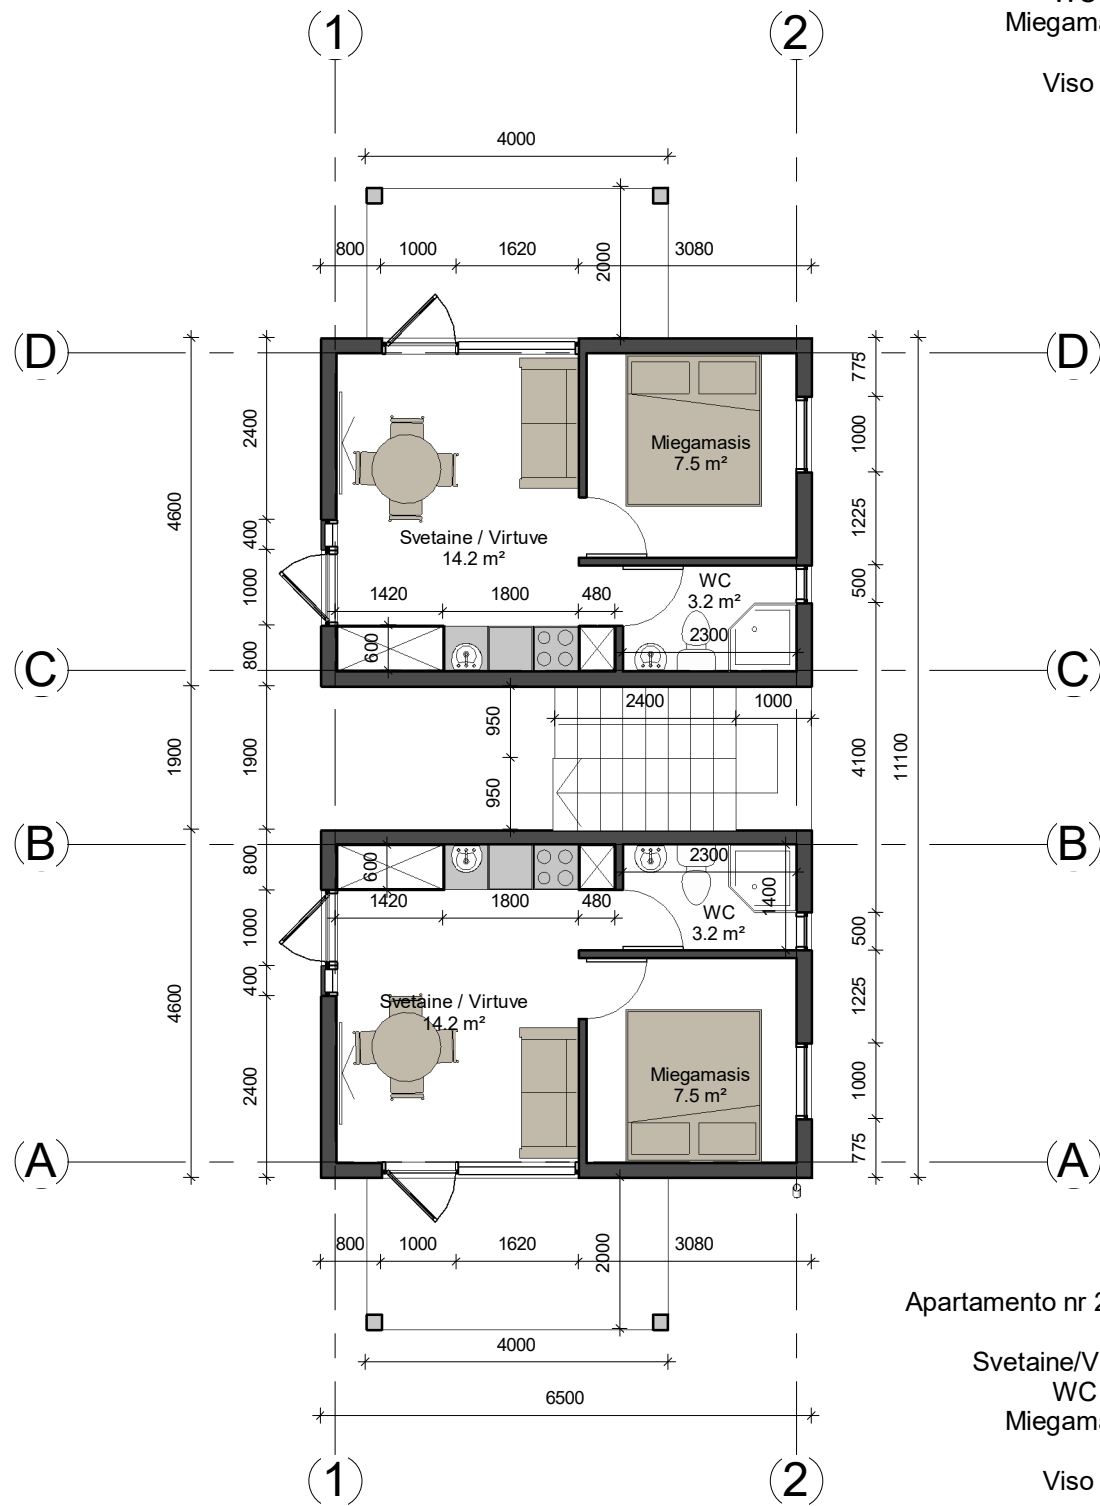 1
2
Miegama
Viso
4000
800
1000
1620
2000
3080
D
D
775
2400
1000
Miegamasis
7.5 m²
4600
1225
400
Svetaine / Virtuve
14.2 m²
1000
WC
3.2 m²
500
1420
1800
480
2300
600
800
C
C
2400
1000
950
1900
1900
4100
11100
950
B
B
800
600
2300
1400
1420
1800
480
1000
WC
3.2 m²
500
400
4600
Svetaine / Virtuve
14.2 m²
1225
2400
Miegamasis
7.5 m²
1000
775
A
A
800
1000
1620
2000
3080
Apartamento nr 2
4000
Svetaine/V
WC
6500
Miegama
1
2
Viso